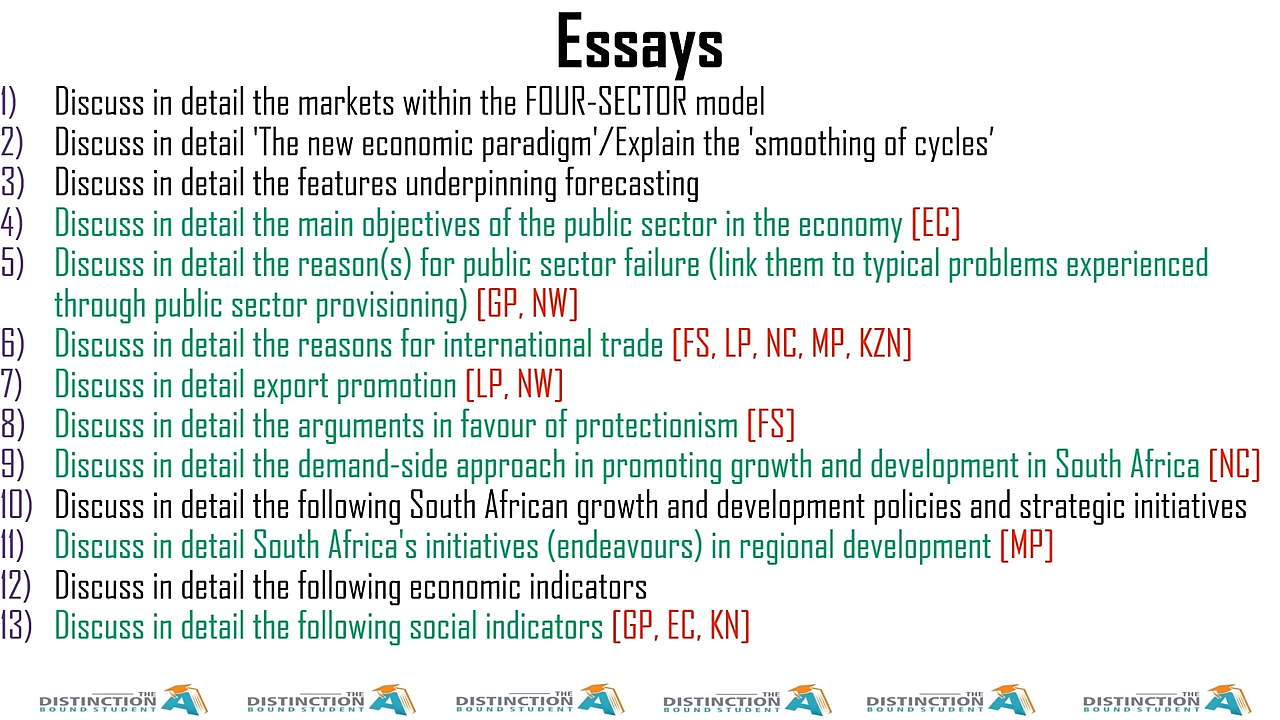 Essays
1) Discuss in detail the markets within the FOUR-SECTOR model
2) Discuss in detail 'The new economic paradigm'/Explain the 'smoothing of cycles'
3) Discuss in detail the features underpinning forecasting
4) Discuss in detail the main objectives of the public sector in the economy [EC]
5) Discuss in detail the reason(s) for public sector failure (link them to typical problems experienced
through public sector provisioning) [GP, NW]
6) Discuss in detail the reasons for international trade [FS, LP, NC, MP, KZN]
7) Discuss in detail export promotion [LP, NW]
8) Discuss in detail the arguments in favour of protectionism [FS]
9) Discuss in detail the demand-side approach in promoting growth and development in South Africa [NC]
10) Discuss in detail the following South African growth and development policies and strategic initiatives
11) Discuss in detail South Africa's initiatives (endeavours) in regional development [MP]
12) Discuss in detail the following economic indicators
13) Discuss in detail the following social indicators [GP, EC, KN]
THE DISTINCTION BOUND STUDENT A
THE DISTINCTION BOUND STUDENT A
THE DISTINCTION BOUND STUDENT A
THE DISTINCTION BOUND STUDENT A
THE DISTINCTION BOUND STUDENT A
THE DISTINCTION BOUND STUDENT A